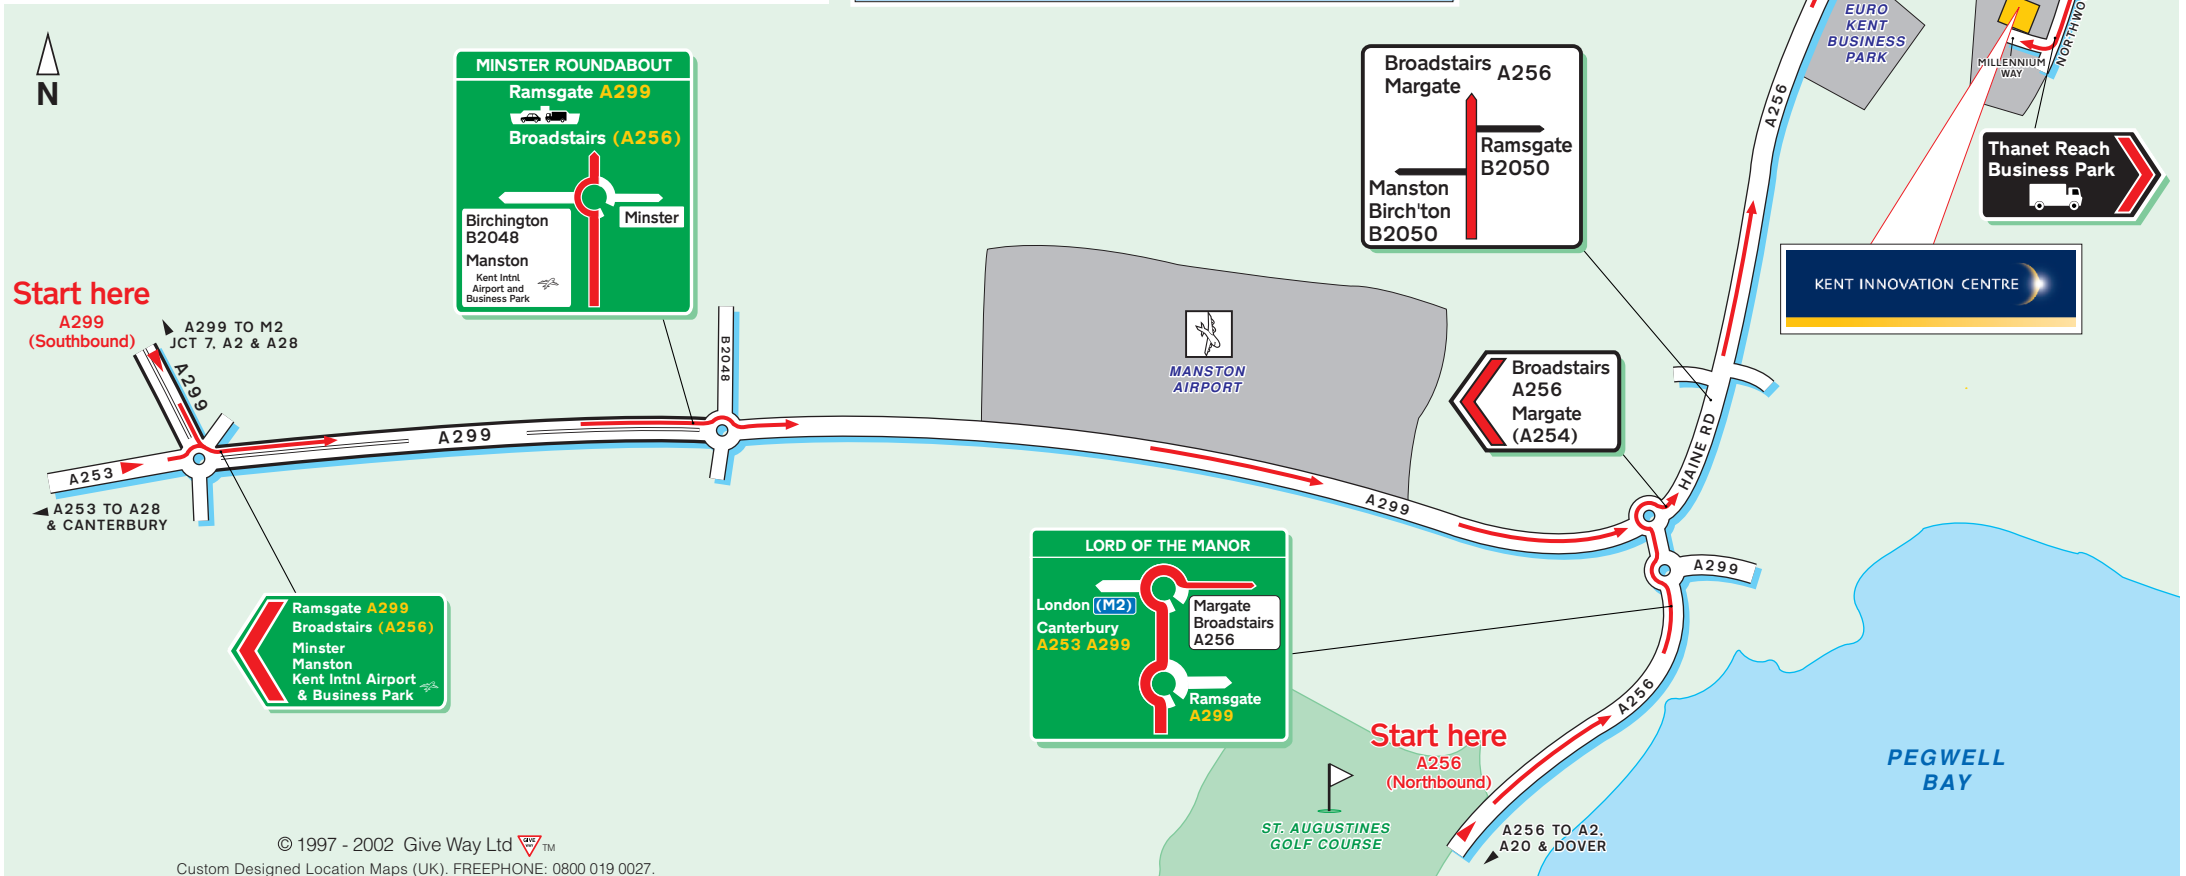 N
MINSTER ROUNDABOUT
Ramsgate A299
Broadstairs (A256)
Birchington
B2048
Manston
Kent Intnl
Airport and
Business Park
Minster
Start here
A299
(Southbound)
A299 TO M2
JCT 7, A2 & A28
A299
A253
A253 TO A28
& CANTERBURY
A299
B2048
Ramsgate A299
Broadstairs (A256)
Minster
Manston
Kent Intnl Airport
& Business Park
MANSTON
AIRPORT
A299
Broadstairs
Margate
A256
Ramsgate
B2050
Manston
Birch'ton
B2050
Broadstairs
A256
Margate
(A254)
HAINE RD
A256
EURO
KENT
BUSINESS
PARK
MILLENNIUM
WAY
NORTHWO
Thanet Reach
Business Park
KENT INNOVATION CENTRE
LORD OF THE MANOR
London (M2)
Canterbury
A253 A299
Margate
Broadstairs
A256
Ramsgate
A299
A299
A256
Start here
A256
(Northbound)
A256 TO A2,
A20 & DOVER
ST. AUGUSTINES
GOLF COURSE
PEGWELL
BAY
© 1997 - 2002 Give Way Ltd GIVE WAY TM
Custom Designed Location Maps (UK). FREEPHONE: 0800 019 0027.